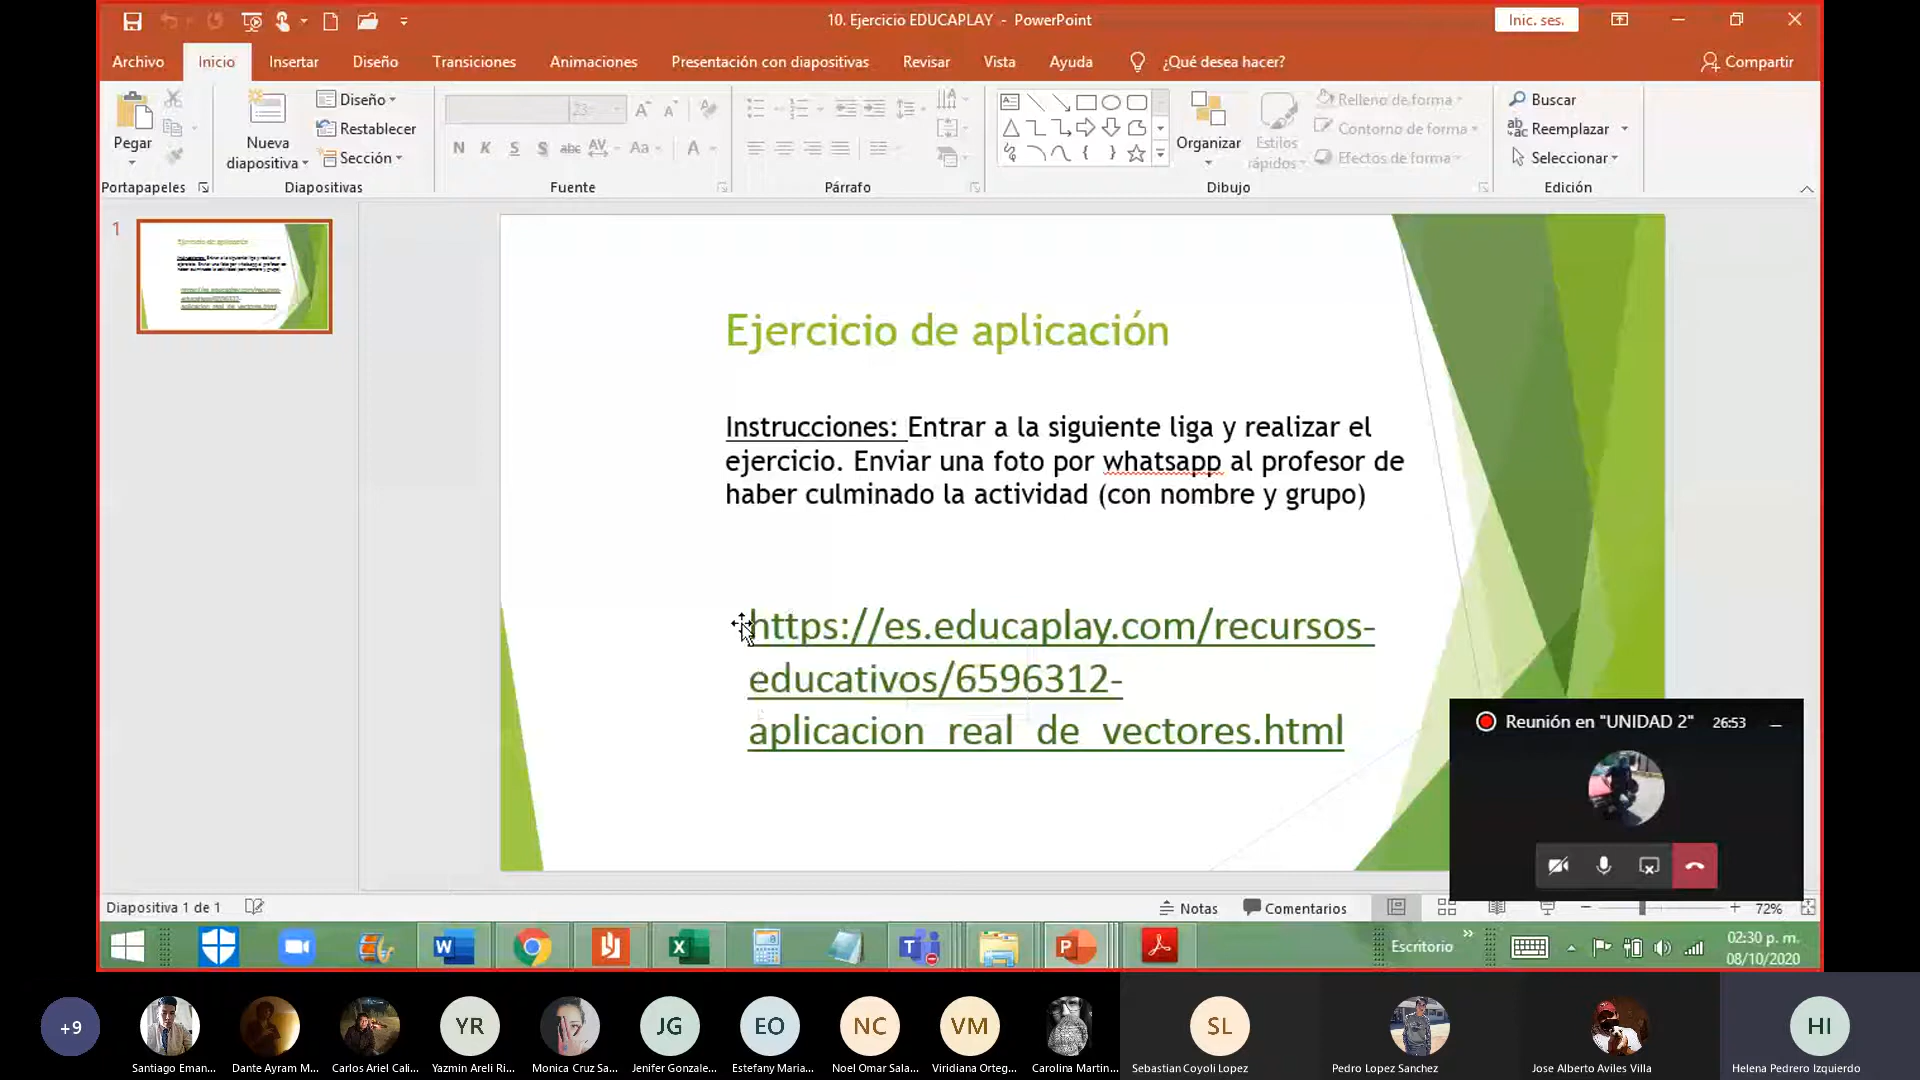 10. Ejercicio EDUCAPLAY - PowerPoint
Inic. ses.
Archivo
Inicio
Insertar
Diseño
Transiciones
Animaciones
Presentación con diapositivas
Revisar
Vista
Ayuda
¿Qué desea hacer?
Compartir
Pegar
Portapapeles
Nueva
diapositiva
Diseño
Restablecer
Sección
Diapositivas
N K S S abc AV Aa A
Fuente
Párrafo
Organizar
Estilos
rápidos
Relleno de forma
Contorno de forma
Efectos de forma
Dibujo
Buscar
Reemplazar
Seleccionar
Edición
1
Ejercicio de aplicación
Instrucciones: Entrar a la siguiente liga y realizar el
ejercicio. Enviar una foto por whatsapp al profesor de
haber culminado la actividad (con nombre y grupo)
https://es.educaplay.com/recursos-
educativos/6596312-
aplicacion_real_de_vectores.html
Reunión en "UNIDAD 2" 26:53
Diapositiva 1 de 1
Notas
Comentarios
72%
Escritorio
02:30 p. m.
08/10/2020
+9
YR
JG
EO
NC
VM
SL
HI
Santiago Eman...
Dante Ayram M...
Carlos Ariel Cali...
Yazmin Areli Ri...
Monica Cruz Sa...
Jenifer Gonzale...
Estefany Maria...
Noel Omar Sala...
Viridiana Orteg...
Carolina Martin...
Sebastian Coyoli Lopez
Pedro Lopez Sanchez
Jose Alberto Aviles Villa
Helena Pedrero Izquierdo